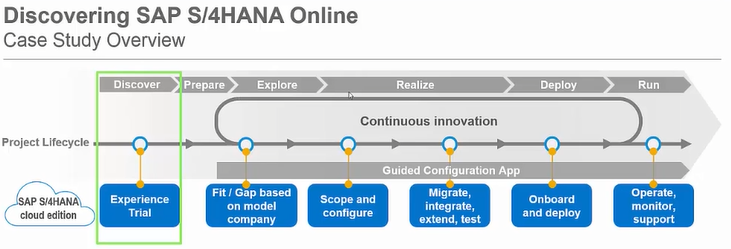 Discovering SAP S/4HANA Online
Case Study Overview
Discover Prepare Explore Realize Deploy Run
Continuous innovation
Project Lifecycle
Guided Configuration App
SAP S/4HANA
cloud edition
Experience
Trial
Fit / Gap based
on model
company
Scope and
configure
Migrate,
integrate,
extend, test
Onboard
and deploy
Operate,
monitor,
support